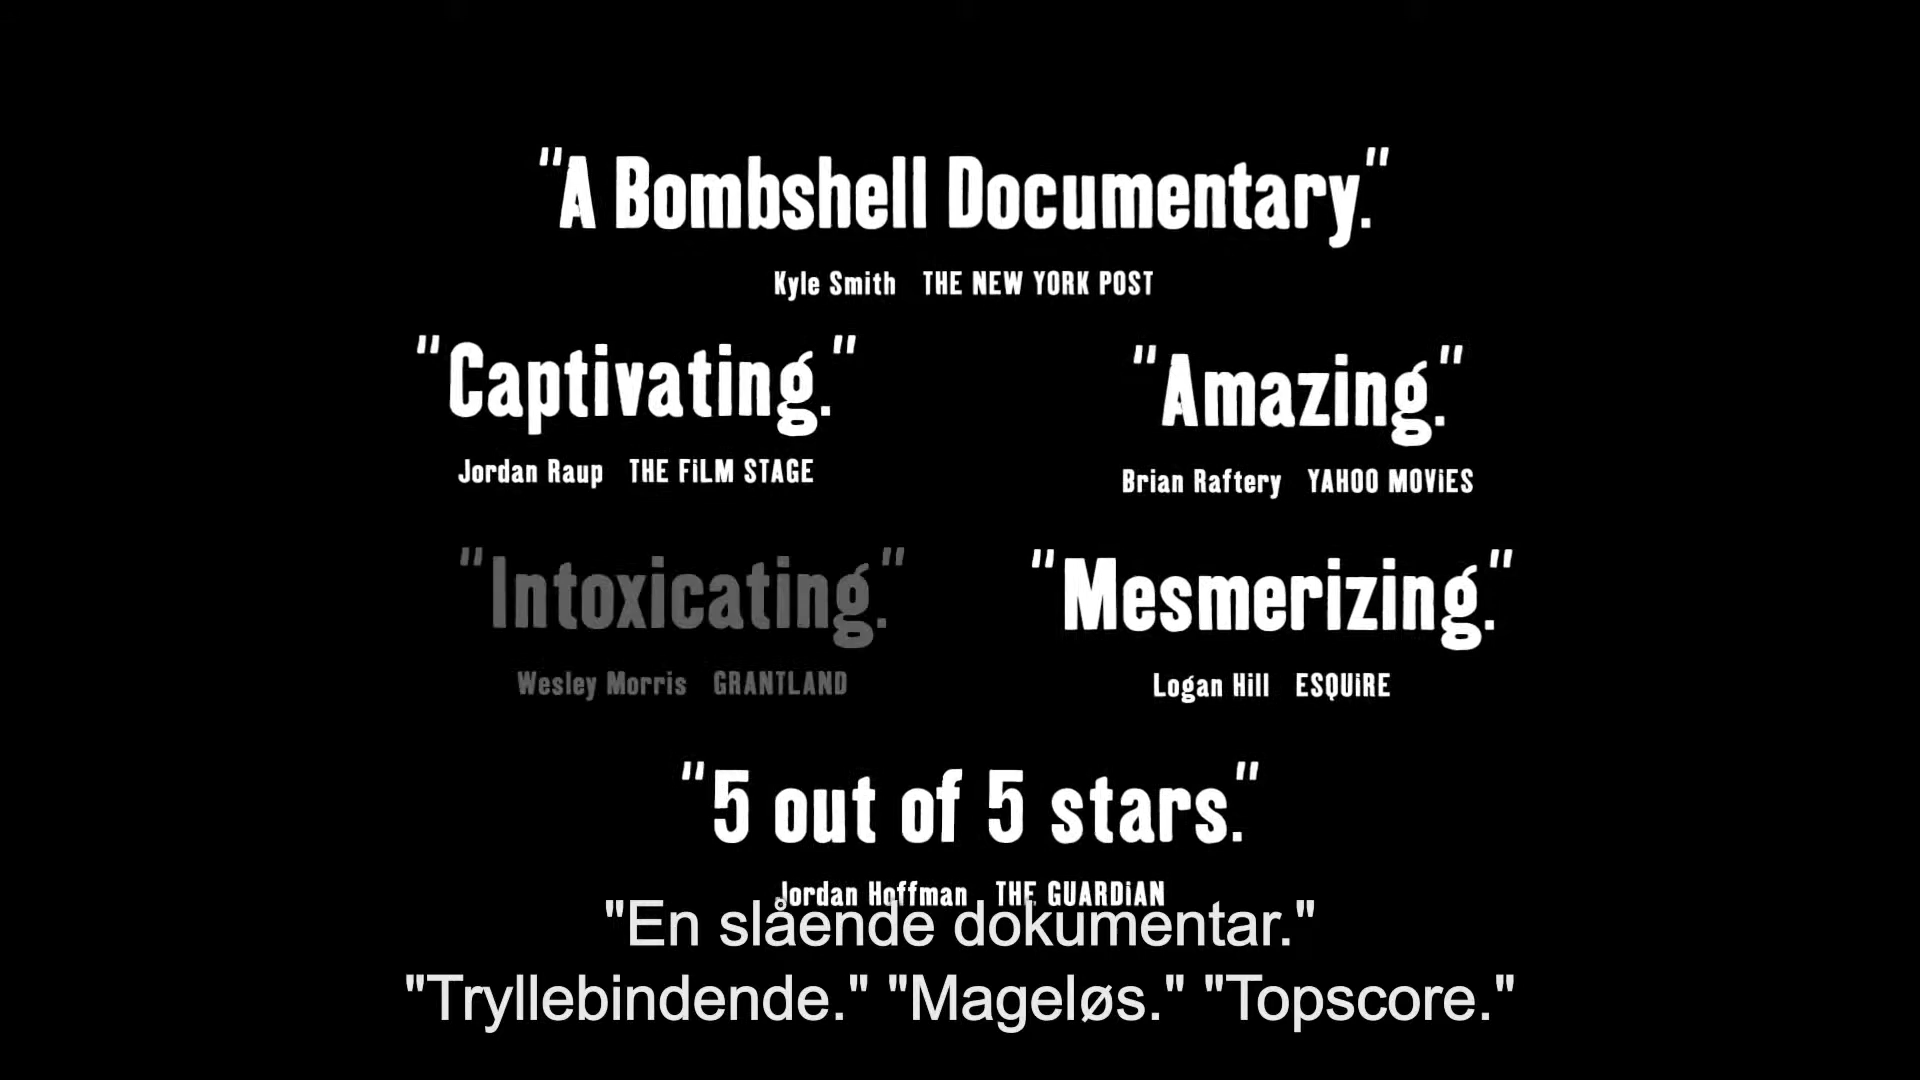 "A Bombshell Documentary."
Kyle Smith THE NEW YORK POST
"Captivating."
Jordan Raup THE FiLM STAGE
"Amazing."
Brian Raftery YAHOO MOViES
"Intoxicating."
Wesley Morris GRANTLAND
"Mesmerizing."
Logan Hill ESQUiRE
"5 out of 5 stars."
Jordan Hoffman THE GUARDiAN
"En slående dokumentar."
"Tryllebindende." "Mageløs." "Topscore."